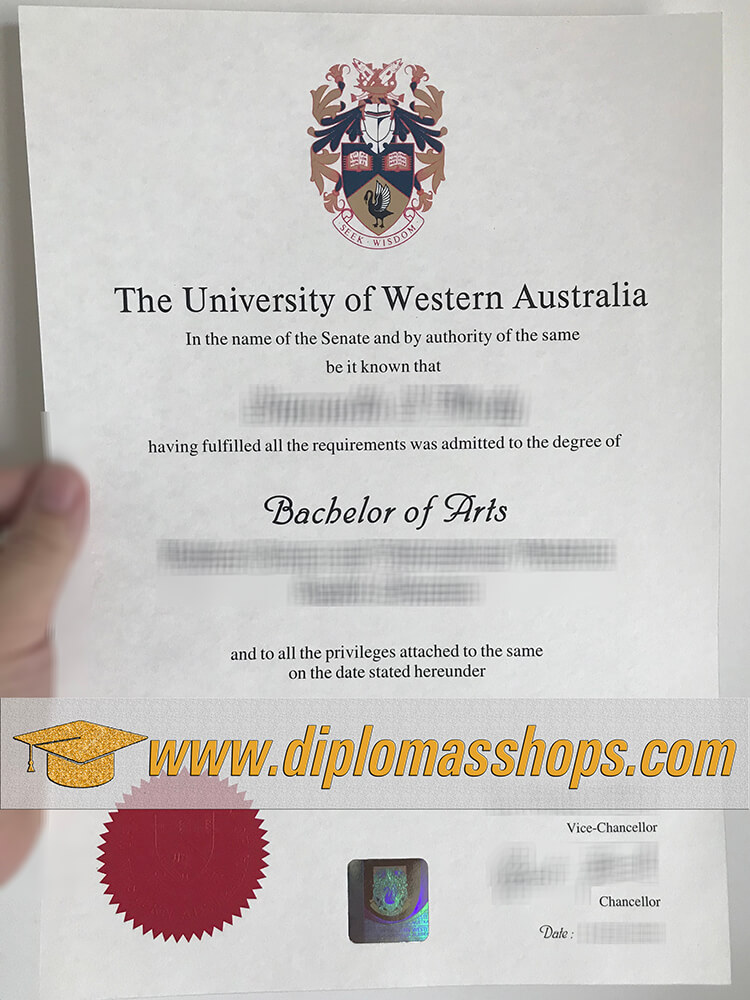 SEEK WISDOM
The University of Western Australia
In the name of the Senate and by authority of the same
be it known that
having fulfilled all the requirements was admitted to the degree of
Bachelor of Arts
and to all the privileges attached to the same
on the date stated hereunder
www.diplomasshops.com
Vice-Chancellor
Chancellor
Date :